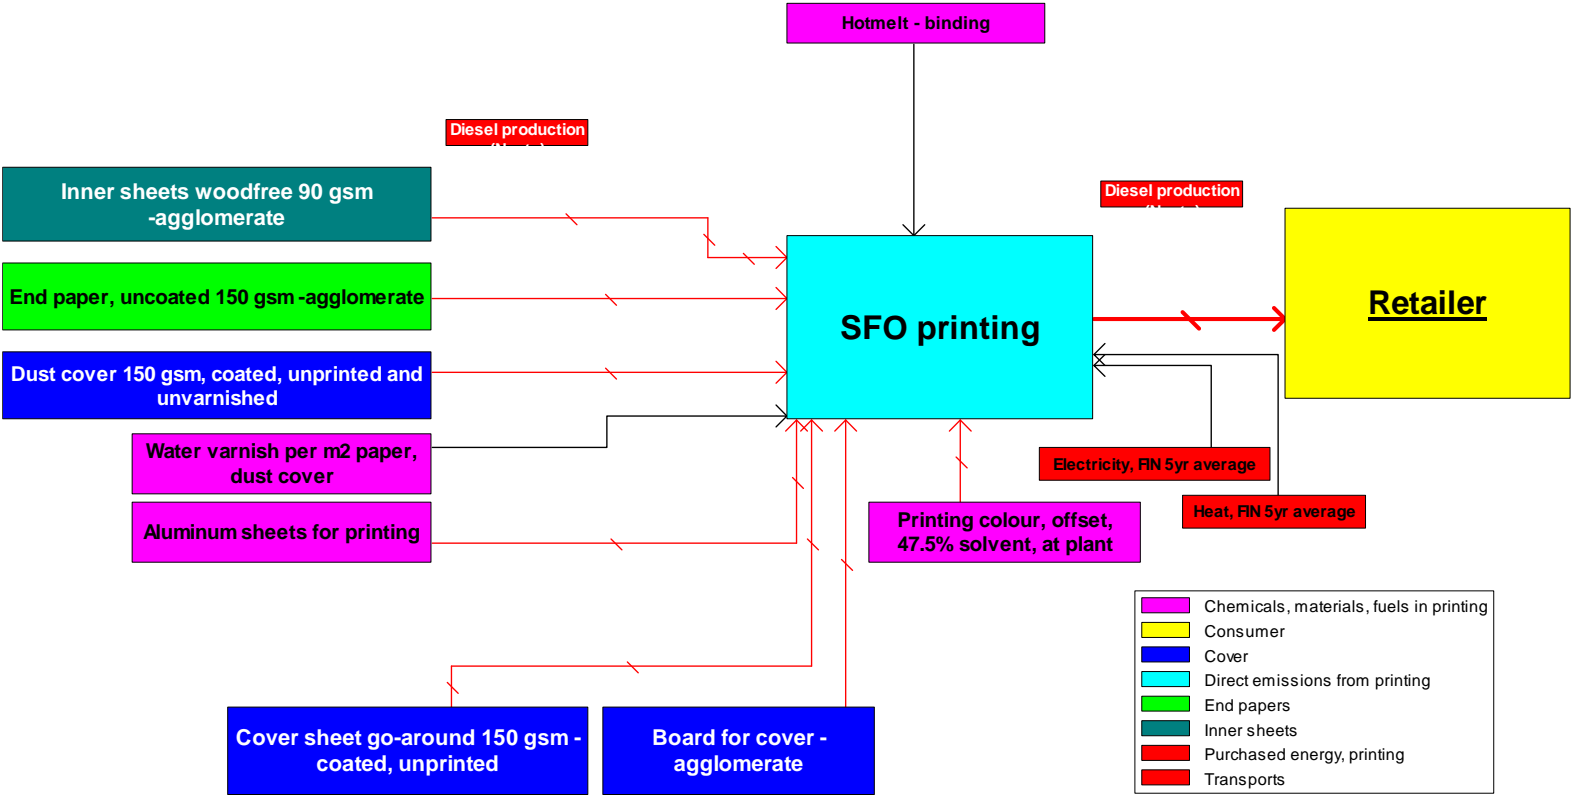 Hotmelt - binding
Diesel production
Inner sheets woodfree 90 gsm
-agglomerate
Diesel production
End paper, uncoated 150 gsm -agglomerate
SFO printing
Retailer
Dust cover 150 gsm, coated, unprinted and
unvarnished
Water varnish per m2 paper,
dust cover
Electricity, FIN 5yr average
Aluminum sheets for printing
Printing colour, offset,
47.5% solvent, at plant
Heat, FIN 5yr average
Cover sheet go-around 150 gsm -
coated, unprinted
Board for cover -
agglomerate
Chemicals, materials, fuels in printing
Consumer
Cover
Direct emissions from printing
End papers
Inner sheets
Purchased energy, printing
Transports